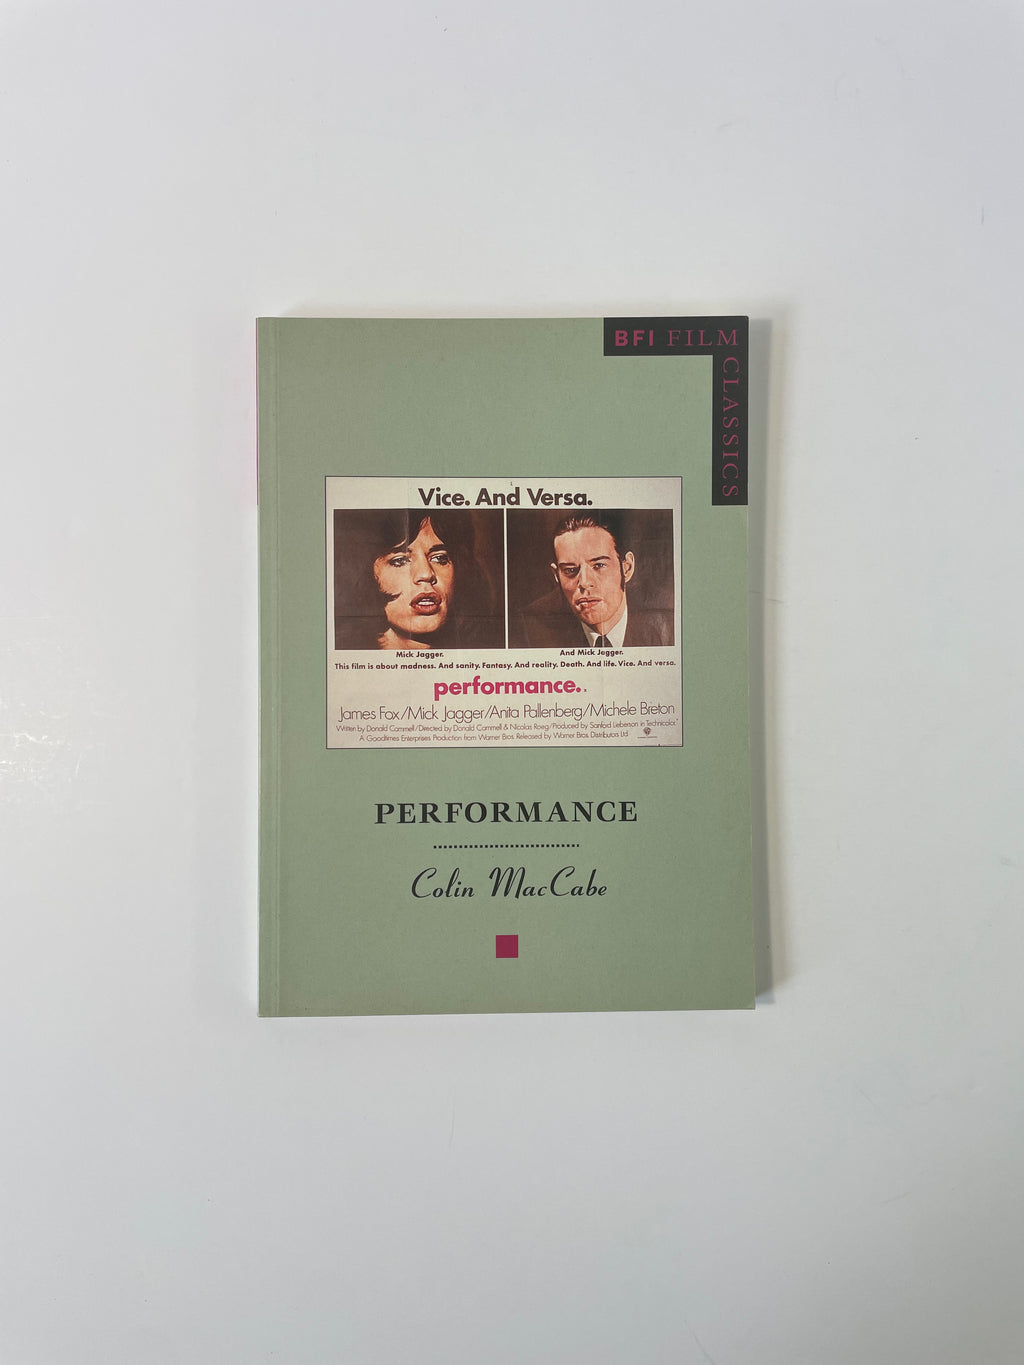 BFI FILM
CLASSICS
Vice. And Versa.
Mick Jagger.
And Mick Jagger.
This film is about madness. And sanity. Fantasy. And reality. Death. And life. Vice. And versa.
performance.
James Fox/Mick Jagger/Anita Pallenberg/Michele Breton
Written by Donald Cammell/Directed by Donald Cammell & Nicolas Roeg/Produced by Sanford Lieberson in Technicolor®
A Goodtimes Enterprises Production from Warner Bros. Released by Warner Bros. Distributors Ltd
PERFORMANCE
Colin MacCabe